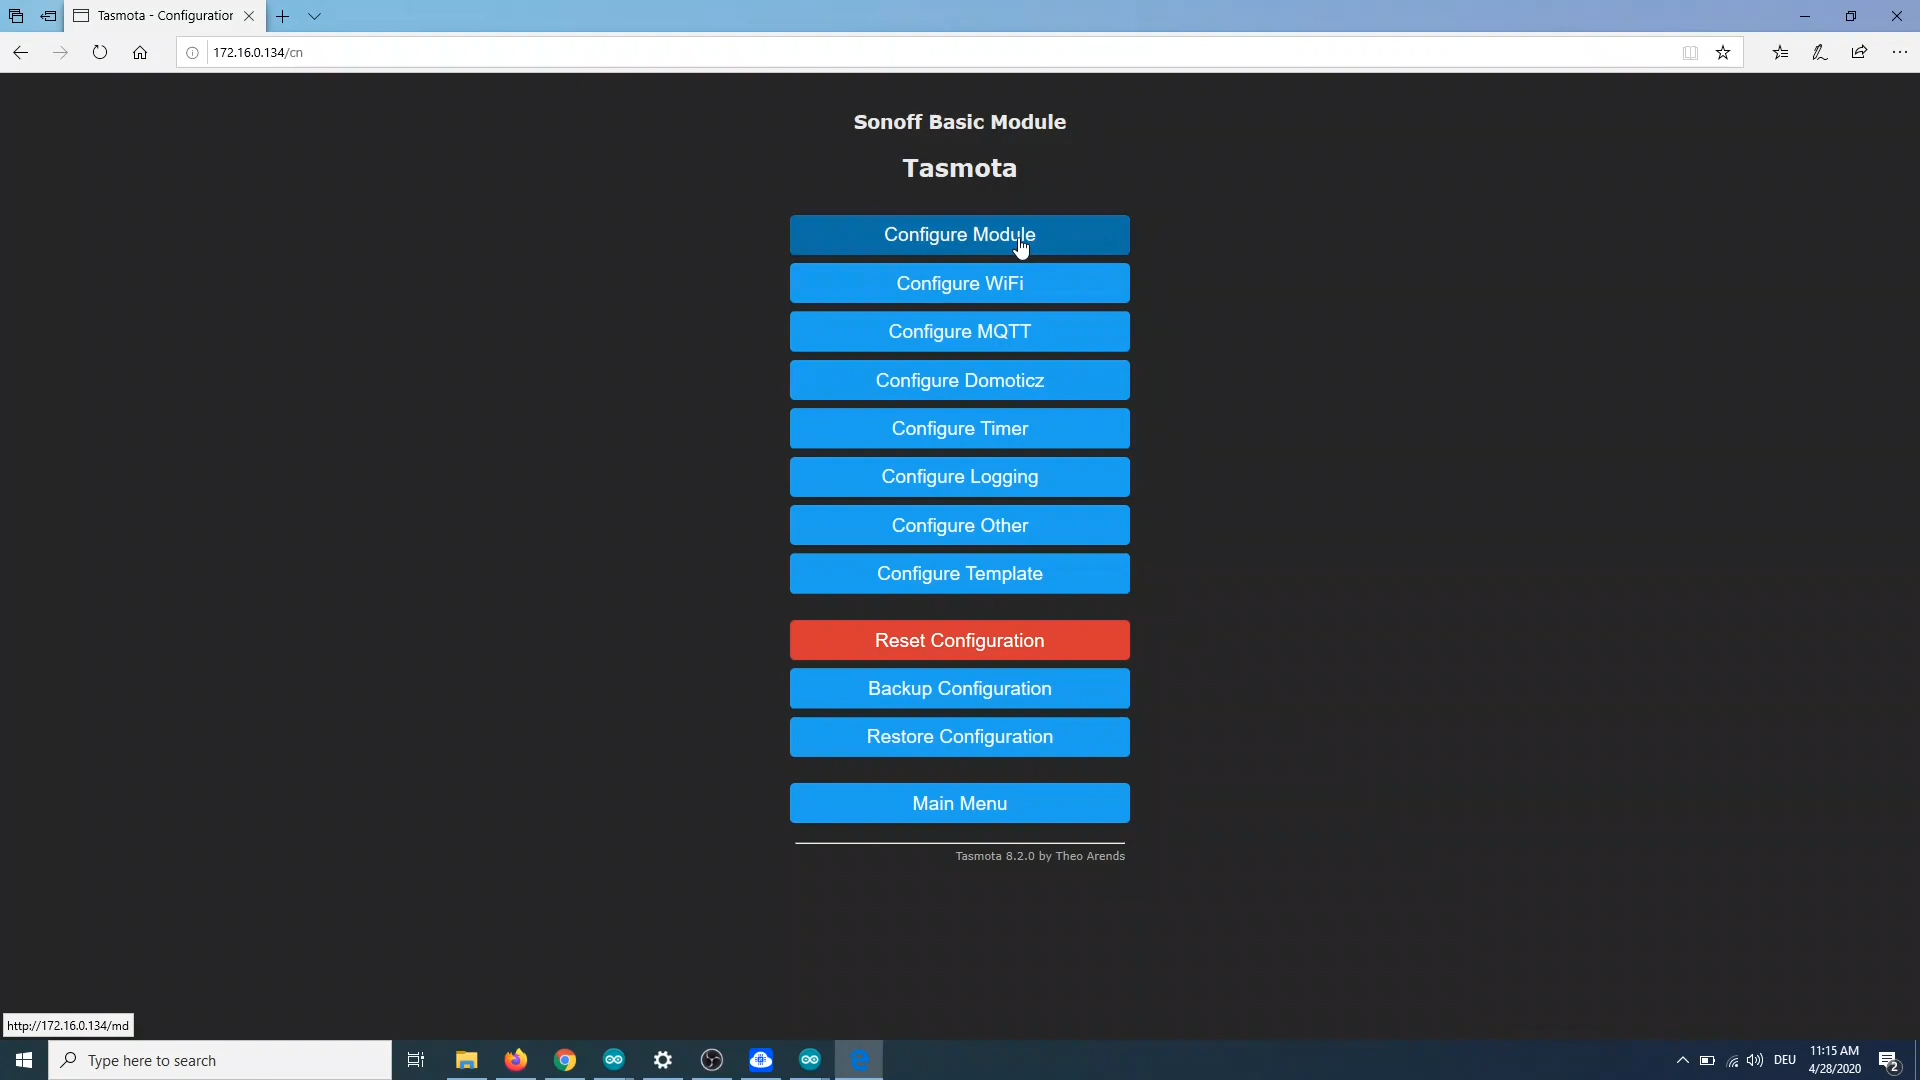 Tasmota - Configuration
172.16.0.134/cn
Sonoff Basic Module
Tasmota
Configure Module
Configure WiFi
Configure MQTT
Configure Domoticz
Configure Timer
Configure Logging
Configure Other
Configure Template
Reset Configuration
Backup Configuration
Restore Configuration
Main Menu
Tasmota 8.2.0 by Theo Arends
http://172.16.0.134/md
Type here to search
DEU
11:15 AM
4/28/2020
2